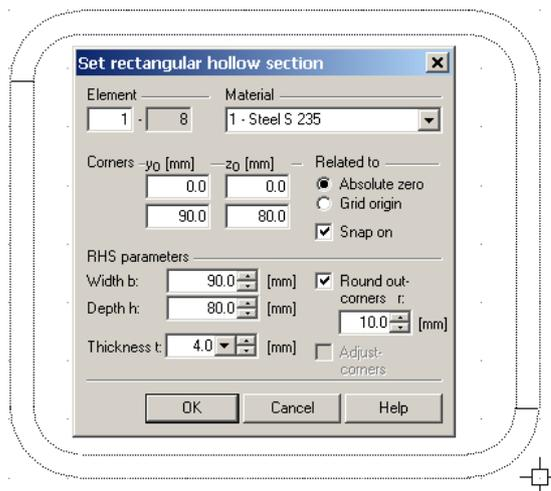 Set rectangular hollow section
Element Material
1 - 8 1 - Steel S 235
Corners y0 [mm] z0 [mm] Related to
0.0 0.0 Absolute zero
Grid origin
90.0 80.0
Snap on
RHS parameters
Width b: 90.0 [mm] Round out-
corners r:
Depth h: 80.0 [mm]
10.0 [mm]
Thickness t: 4.0 [mm] Adjust-
corners
OK Cancel Help